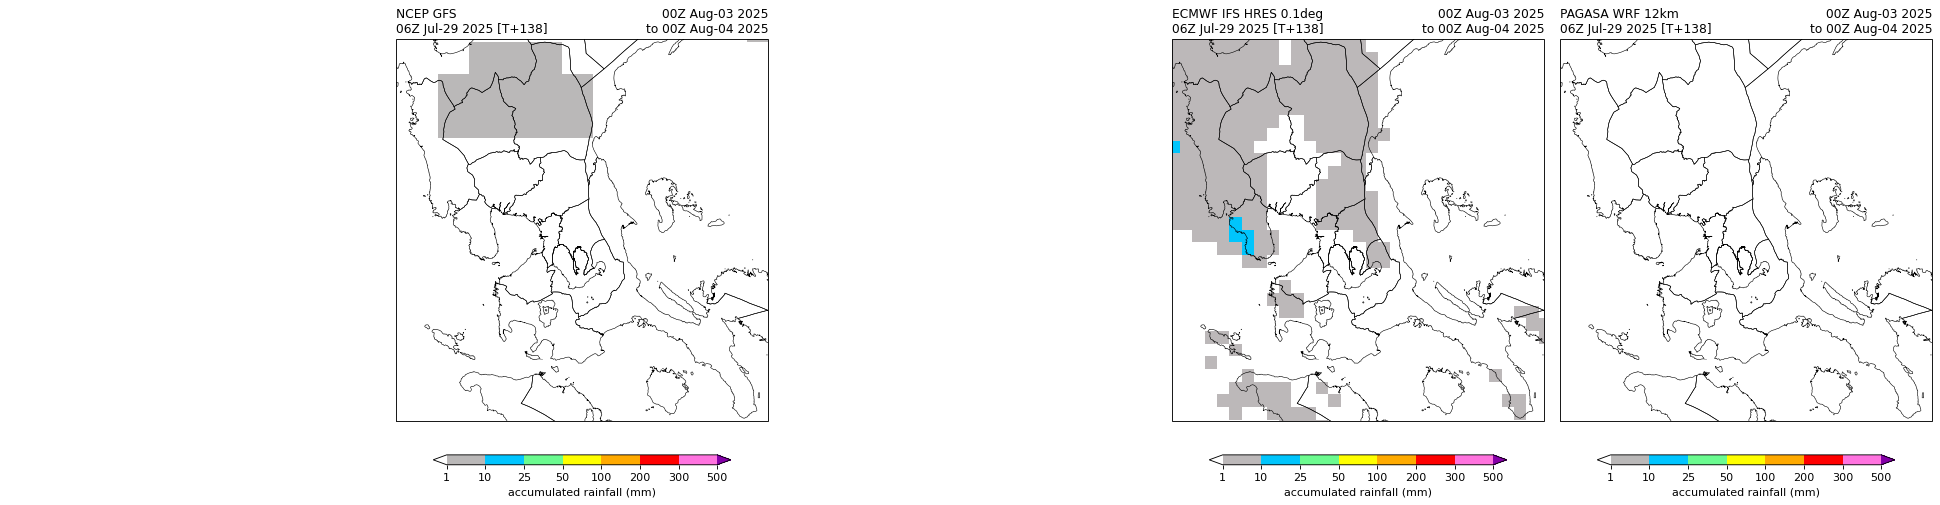 NCEP GFS 00Z Aug-03 2025
06Z Jul-29 2025 [T+138] to 00Z Aug-04 2025
1 10 25 50 100 200 300 500
accumulated rainfall (mm)
ECMWF IFS HRES 0.1deg 00Z Aug-03 2025
06Z Jul-29 2025 [T+138] to 00Z Aug-04 2025
1 10 25 50 100 200 300 500
accumulated rainfall (mm)
PAGASA WRF 12km 00Z Aug-03 2025
06Z Jul-29 2025 [T+138] to 00Z Aug-04 2025
1 10 25 50 100 200 300 500
accumulated rainfall (mm)